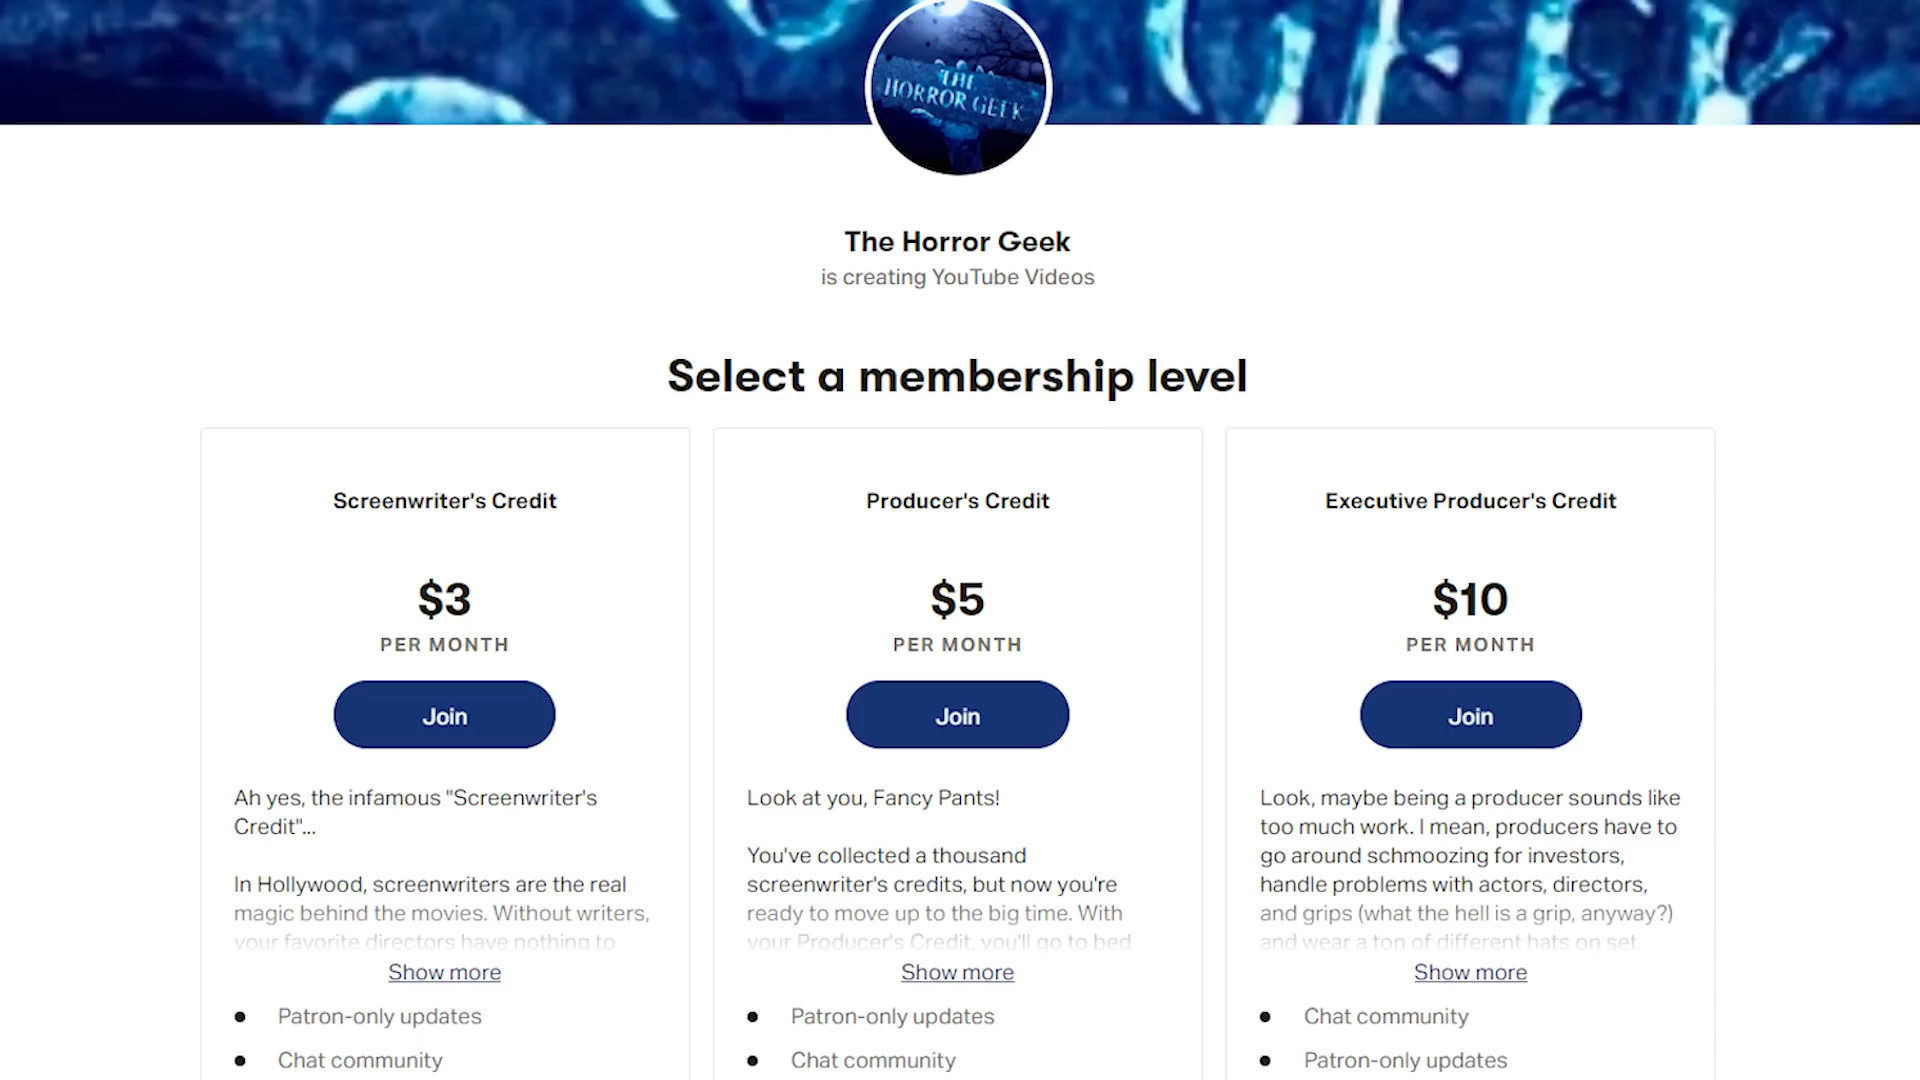 THE
HORROR GEEK
The Horror Geek
is creating YouTube Videos
Select a membership level
Screenwriter's Credit
$3
PER MONTH
Join
Ah yes, the infamous "Screenwriter's
Credit"...
In Hollywood, screenwriters are the real
magic behind the movies. Without writers,
your favorite directors have nothing to
Show more
• Patron-only updates
• Chat community
Producer's Credit
$5
PER MONTH
Join
Look at you, Fancy Pants!
You've collected a thousand
screenwriter's credits, but now you're
ready to move up to the big time. With
your Producer's Credit, you'll go to bed
Show more
• Patron-only updates
• Chat community
Executive Producer's Credit
$10
PER MONTH
Join
Look, maybe being a producer sounds like
too much work. I mean, producers have to
go around schmoozing for investors,
handle problems with actors, directors,
and grips (what the hell is a grip, anyway?)
and wear a ton of different hats on set.
Show more
• Chat community
• Patron-only updates